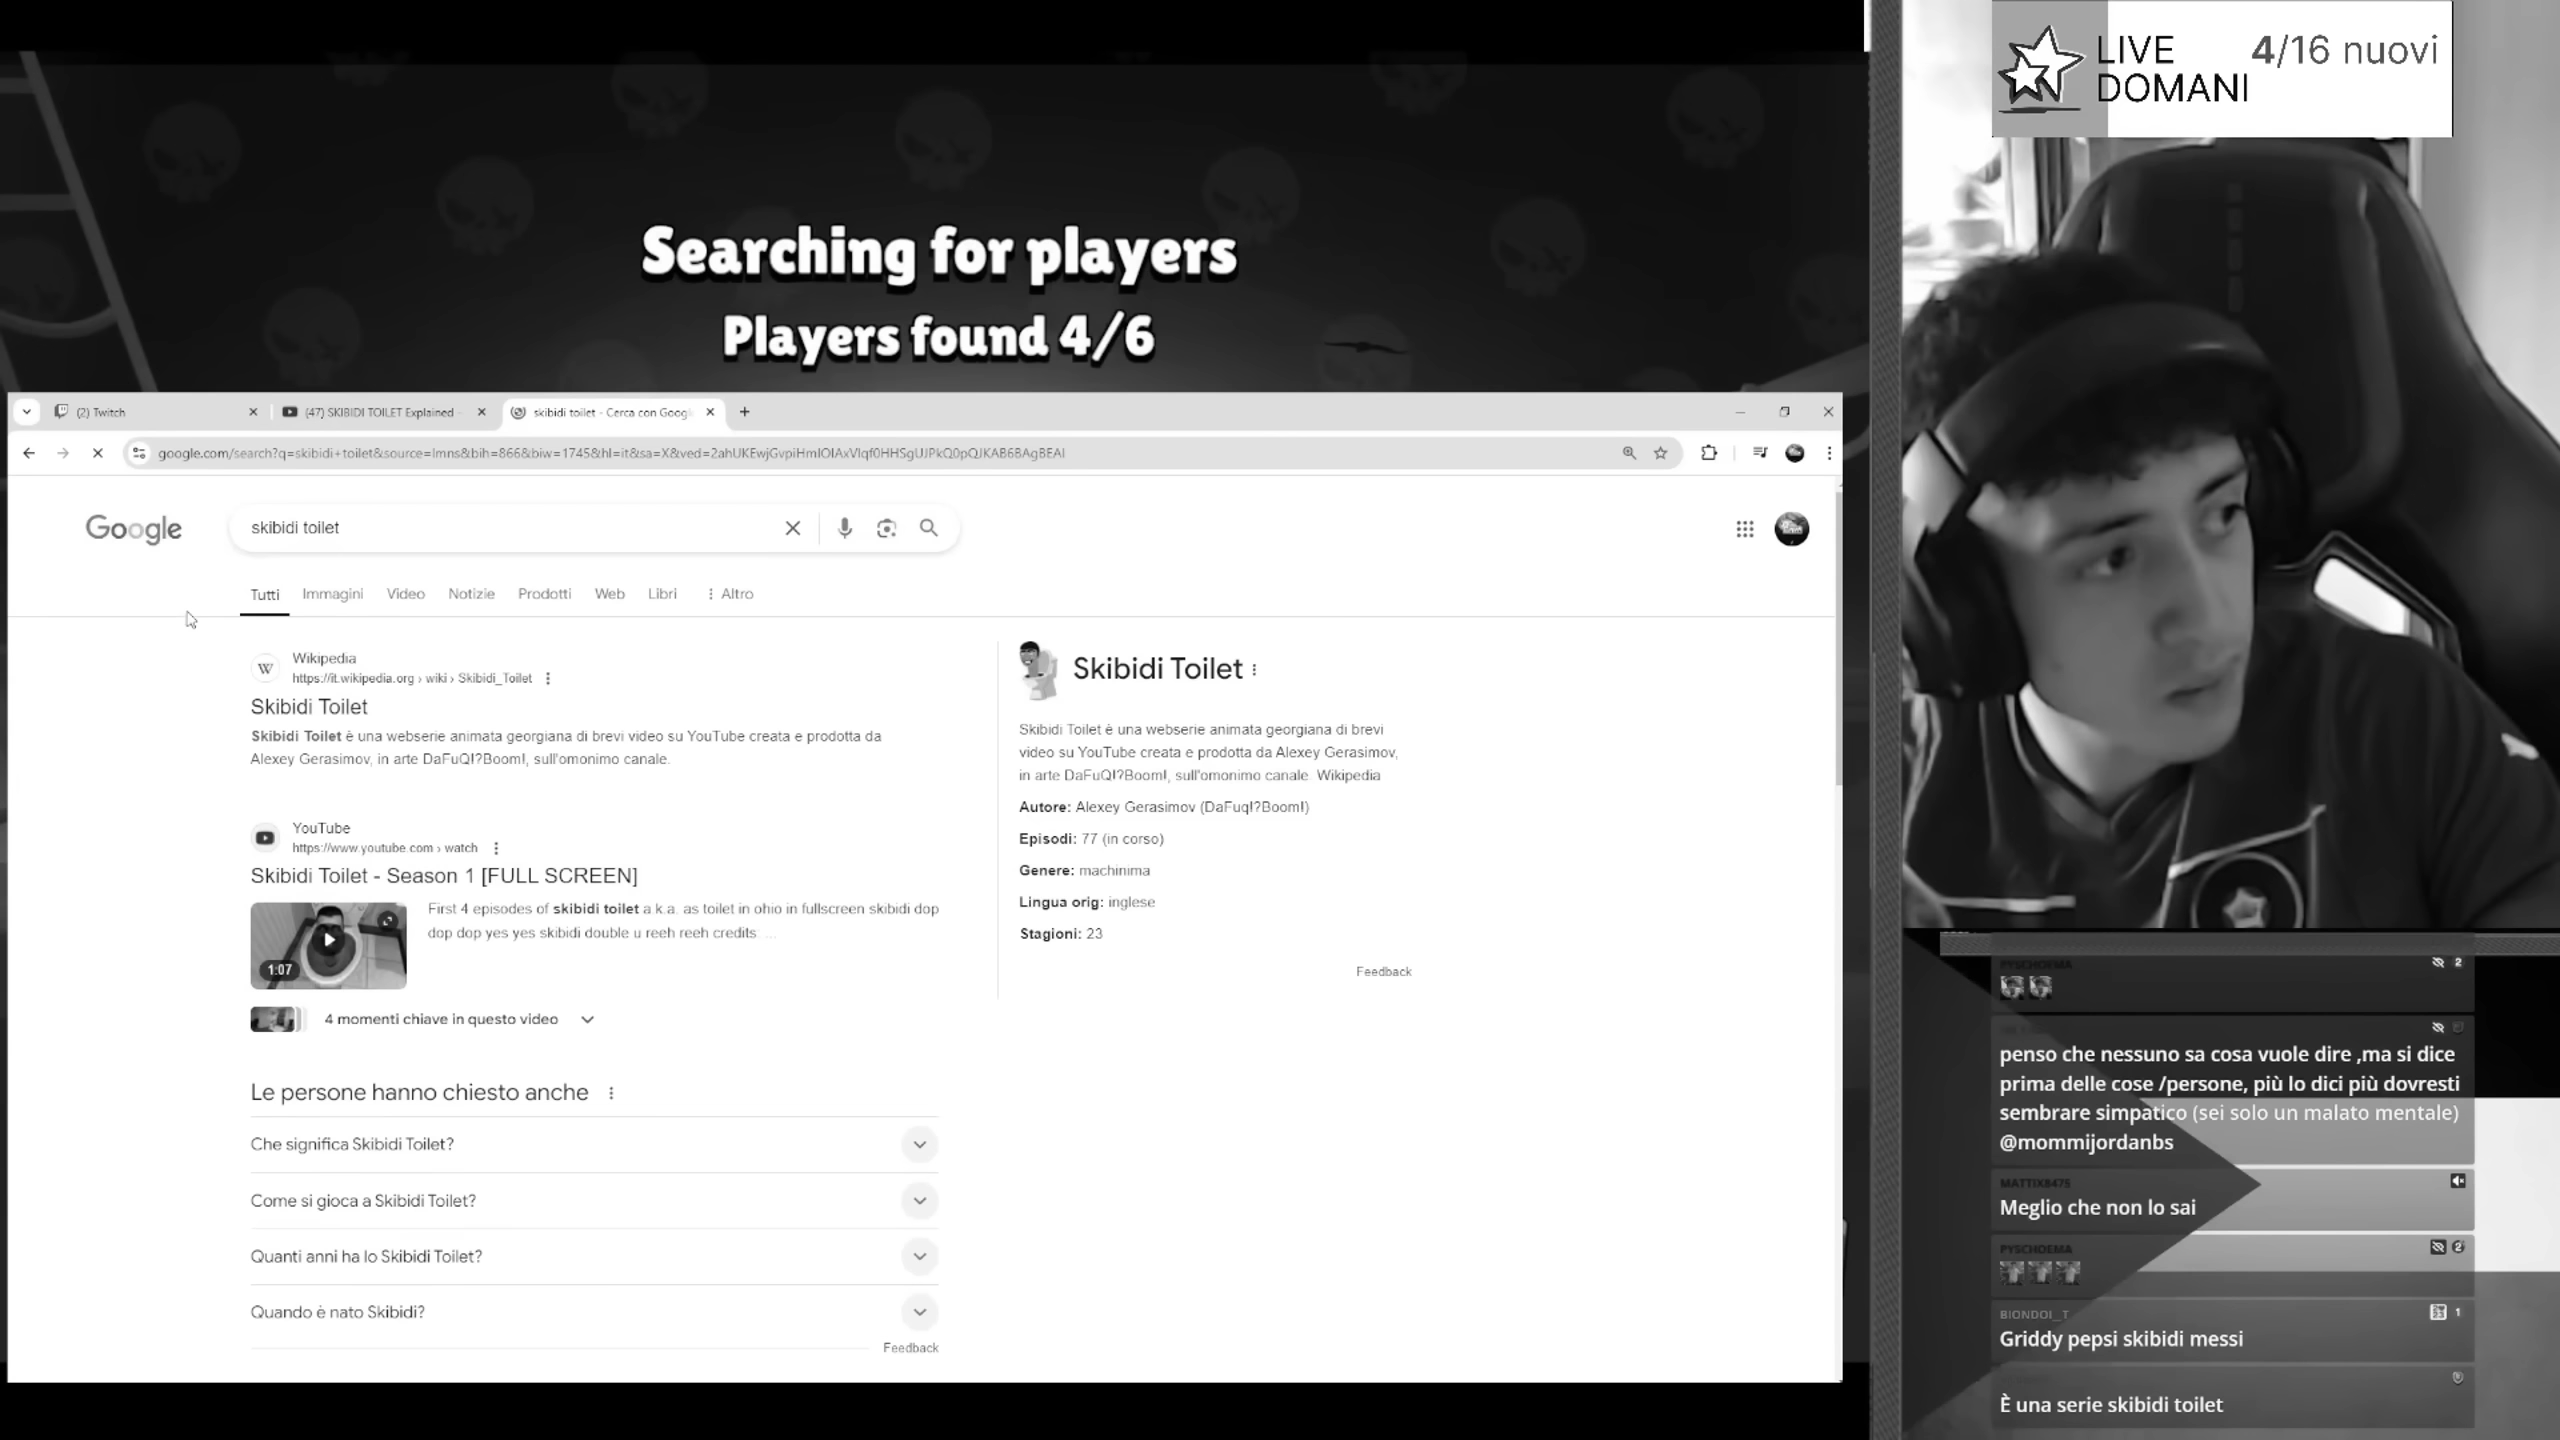 LIVE
DOMANI
4/16 nuovi
Searching for players
Players found 4/6
(2) Twitch
(47) SKIBIDI TOILET Explained
skibidi toilet - Cerca con Googl
google.com/search?q=skibidi+toilet&source=lmns&bih=866&biw=1745&hl=it&sa=X&ved=
Google
skibidi toilet
Tutti Immagini Video Notizie Prodotti Web Libri Altro
Wikipedia
https://it.wikipedia.org › wiki › Skibidi_Toilet
Skibidi Toilet
Skibidi Toilet è una webserie animata georgiana di brevi video su YouTube creata e prodotta da
Alexey Gerasimov, in arte DaFuQ!?Boom!, sull'omonimo canale.
YouTube
https://www.youtube.com › watch
Skibidi Toilet - Season 1 [FULL SCREEN]
1:07
First 4 episodes of skibidi toilet a.k.a. as toilet in ohio in fullscreen skibidi dop
dop dop yes yes skibidi double u reeh reeh credits: ...
4 momenti chiave in questo video
Le persone hanno chiesto anche
Che significa Skibidi Toilet?
Come si gioca a Skibidi Toilet?
Quanti anni ha lo Skibidi Toilet?
Quando è nato Skibidi?
Feedback
Skibidi Toilet
Skibidi Toilet è una webserie animata georgiana di brevi
video su YouTube creata e prodotta da Alexey Gerasimov,
in arte DaFuQ!?Boom!, sull'omonimo canale. Wikipedia
Autore: Alexey Gerasimov (DaFuq!?Boom!)
Episodi: 77 (in corso)
Genere: machinima
Lingua orig: inglese
Stagioni: 23
Feedback
PYSCHOEMA
2
penso che nessuno sa cosa vuole dire ,ma si dice
prima delle cose /persone, più lo dici più dovresti
sembrare simpatico (sei solo un malato mentale)
@mommijordanbs
MATTIX8475
Meglio che non lo sai
PYSCHOEMA
2
BIONDOI_T
1
Griddy pepsi skibidi messi
È una serie skibidi toilet